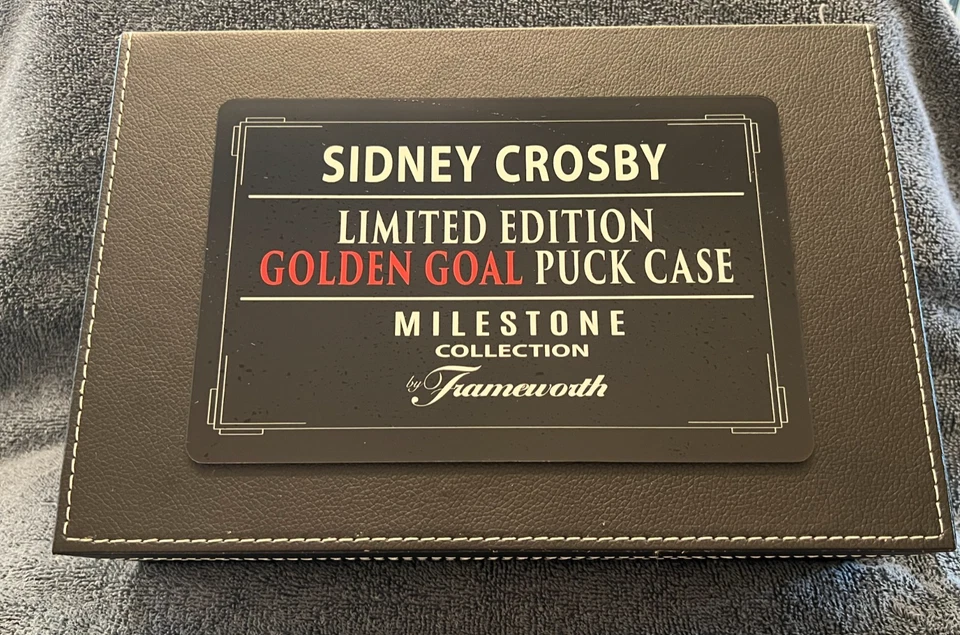 SIDNEY CROSBY
LIMITED EDITION
GOLDEN GOAL PUCK CASE
MILESTONE
COLLECTION
by Frameworth